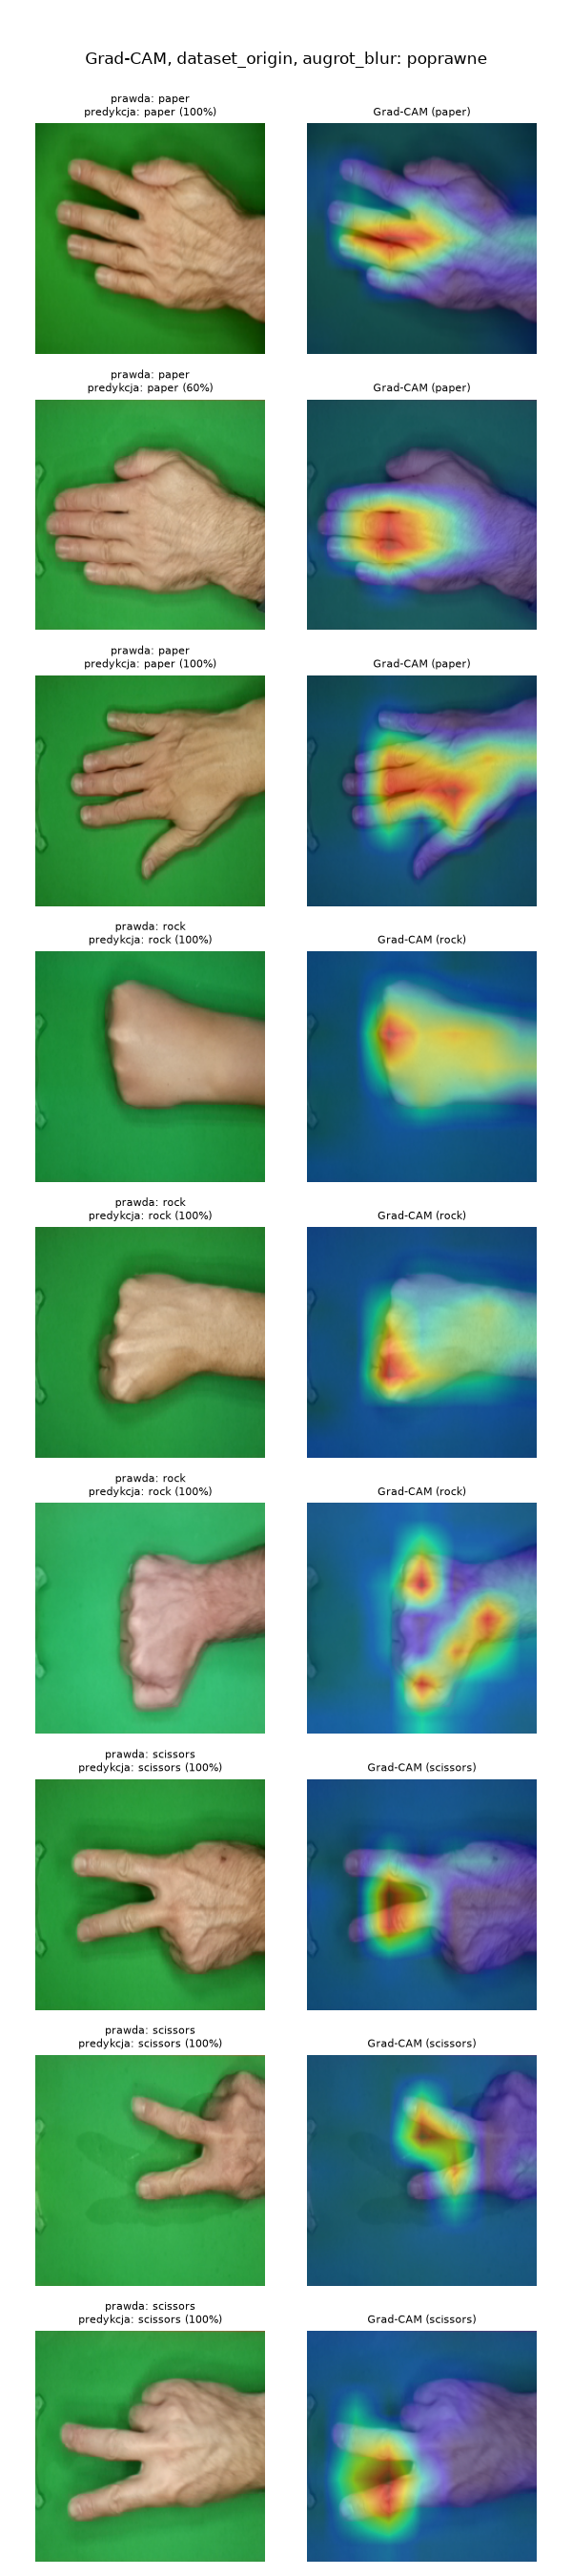 Grad-CAM, dataset_origin, augrot_blur: poprawne
prawda: paper
predykcja: paper (100%)
Grad-CAM (paper)
prawda: paper
predykcja: paper (60%)
Grad-CAM (paper)
prawda: paper
predykcja: paper (100%)
Grad-CAM (paper)
prawda: rock
predykcja: rock (100%)
Grad-CAM (rock)
prawda: rock
predykcja: rock (100%)
Grad-CAM (rock)
prawda: rock
predykcja: rock (100%)
Grad-CAM (rock)
prawda: scissors
predykcja: scissors (100%)
Grad-CAM (scissors)
prawda: scissors
predykcja: scissors (100%)
Grad-CAM (scissors)
prawda: scissors
predykcja: scissors (100%)
Grad-CAM (scissors)